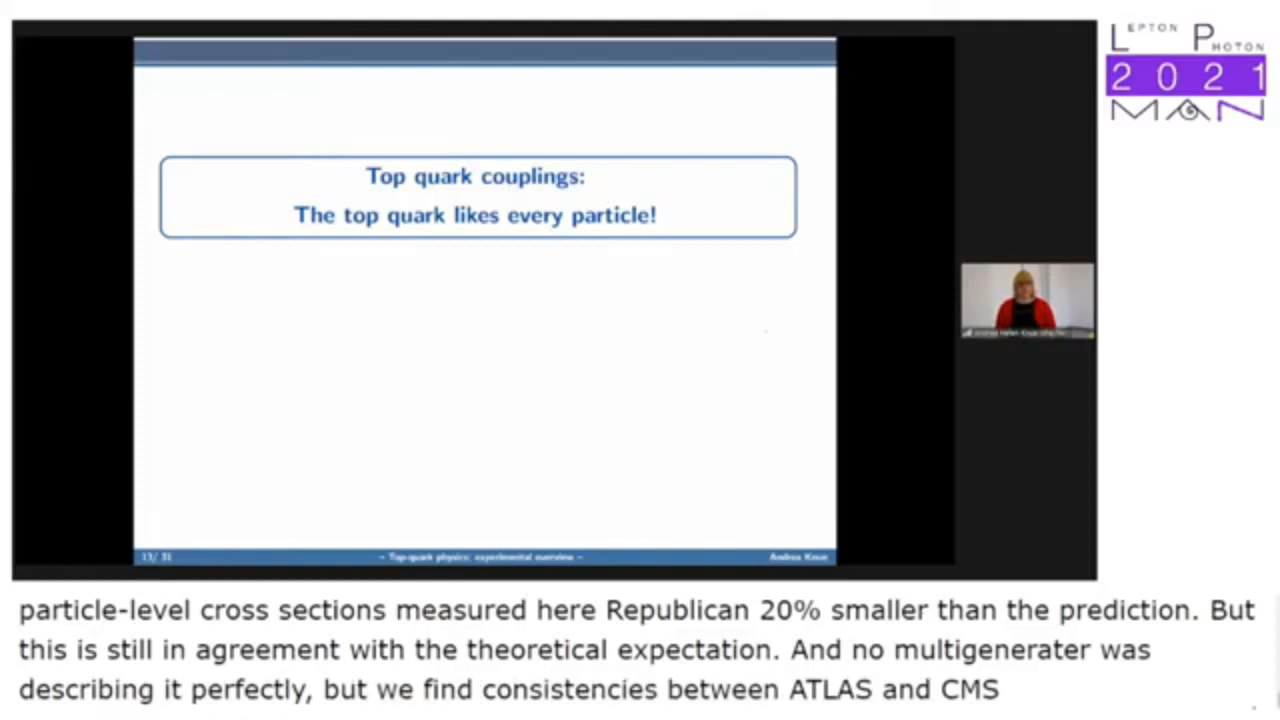 LEPTON PHOTON
2021
MAN
Top quark couplings:
The top quark likes every particle!
13/ 31
– Top-quark physics: experimental overview –
Andrea Knue
particle-level cross sections measured here Republican 20% smaller than the prediction. But
this is still in agreement with the theoretical expectation. And no multigenerater was
describing it perfectly, but we find consistencies between ATLAS and CMS